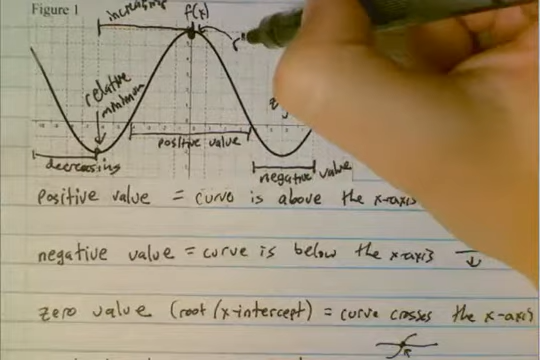 Figure 1
increasing
f(x)
relative
minimum
positive value
decreasing
negative value
positive value = curve is above the x-axis
negative value = curve is below the x-axis
zero value (root/x-intercept) = curve crosses the x-axis